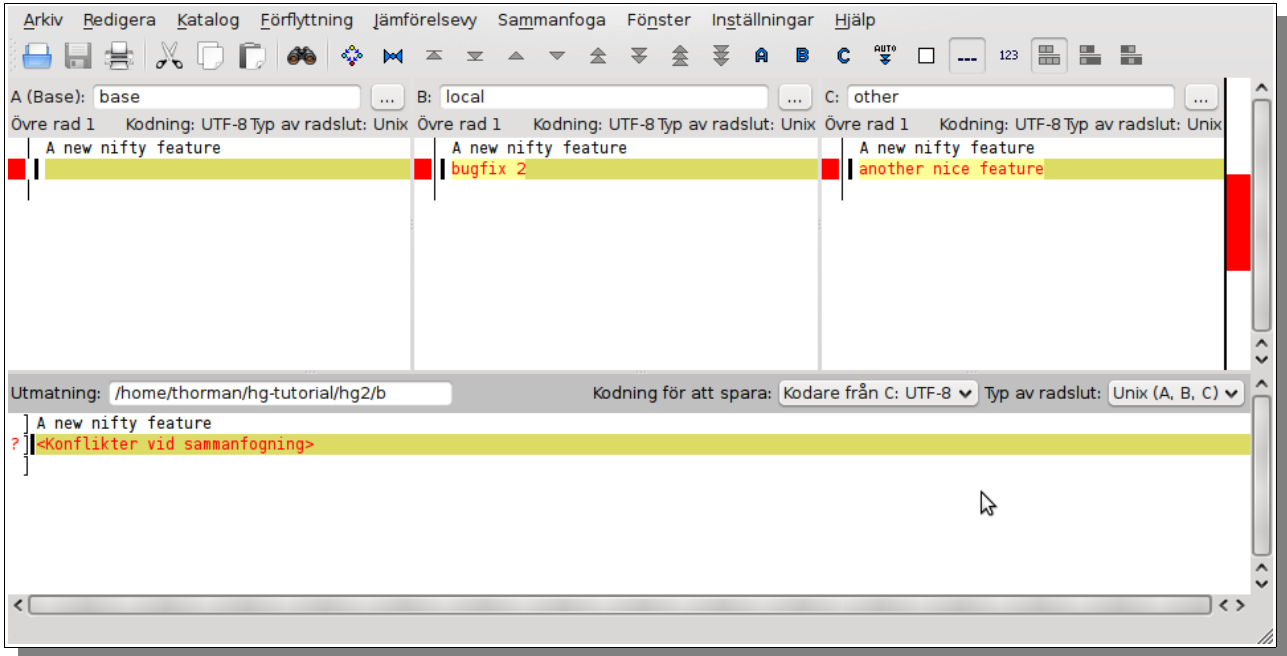 Arkiv Redigera Katalog Förflyttning Jämförelsevy Sammanfoga Fönster Inställningar Hjälp
A B C AUTO --- 123
A (Base): base ... B: local ... C: other ...
Övre rad 1 Kodning: UTF-8 Typ av radslut: Unix Övre rad 1 Kodning: UTF-8 Typ av radslut: Unix Övre rad 1 Kodning: UTF-8 Typ av radslut: Unix
A new nifty feature A new nifty feature A new nifty feature
bugfix 2 another nice feature
Utmatning: /home/thorman/hg-tutorial/hg2/b Kodning för att spara: Kodare från C: UTF-8 Typ av radslut: Unix (A, B, C)
] A new nifty feature
? ] <Konflikter vid sammanfogning>
]